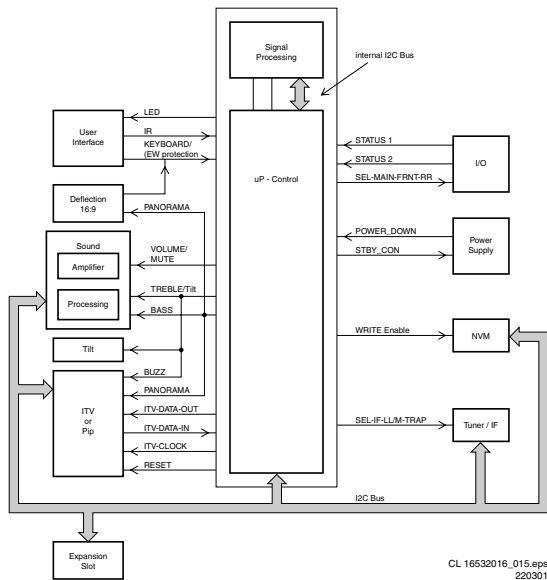 Signal
Processing
internal I2C Bus
User
Interface
LED
IR
KEYBOARD/
(EW protection
uP - Control
STATUS 1
STATUS 2
SEL-MAIN-FRNT-RR
I/O
Deflection
16:9
PANORAMA
Sound
Amplifier
Processing
VOLUME/
MUTE
TREBLE/Tilt
BASS
POWER_DOWN
STBY_CON
Power
Supply
Tilt
WRITE Enable
NVM
ITV
or
Pip
BUZZ
PANORAMA
ITV-DATA-OUT
ITV-DATA-IN
ITV-CLOCK
RESET
SEL-IF-LL/M-TRAP
Tuner / IF
I2C Bus
Expansion
Slot
CL 16532016_015.eps
220301